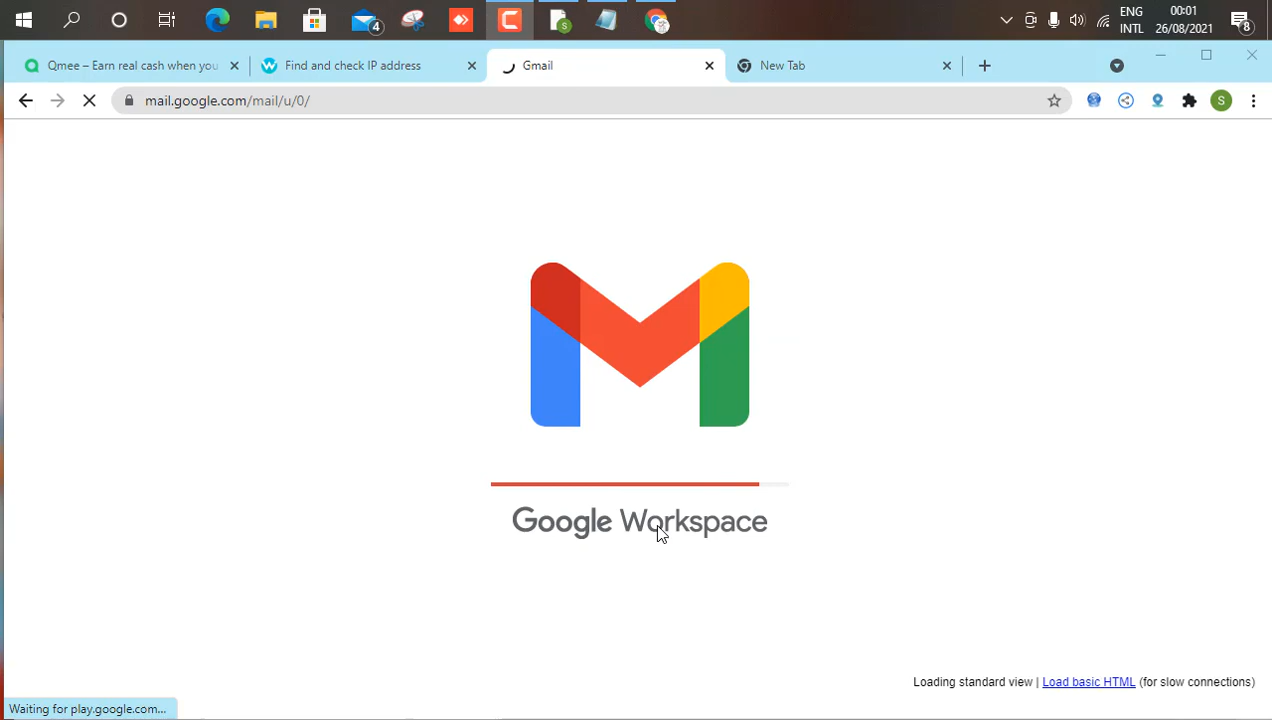 4
ENG
INTL
00:01
26/08/2021
8
Qmee – Earn real cash when you
Find and check IP address
Gmail
New Tab
mail.google.com/mail/u/0/
S
Google Workspace
Loading standard view | Load basic HTML (for slow connections)
Waiting for play.google.com...